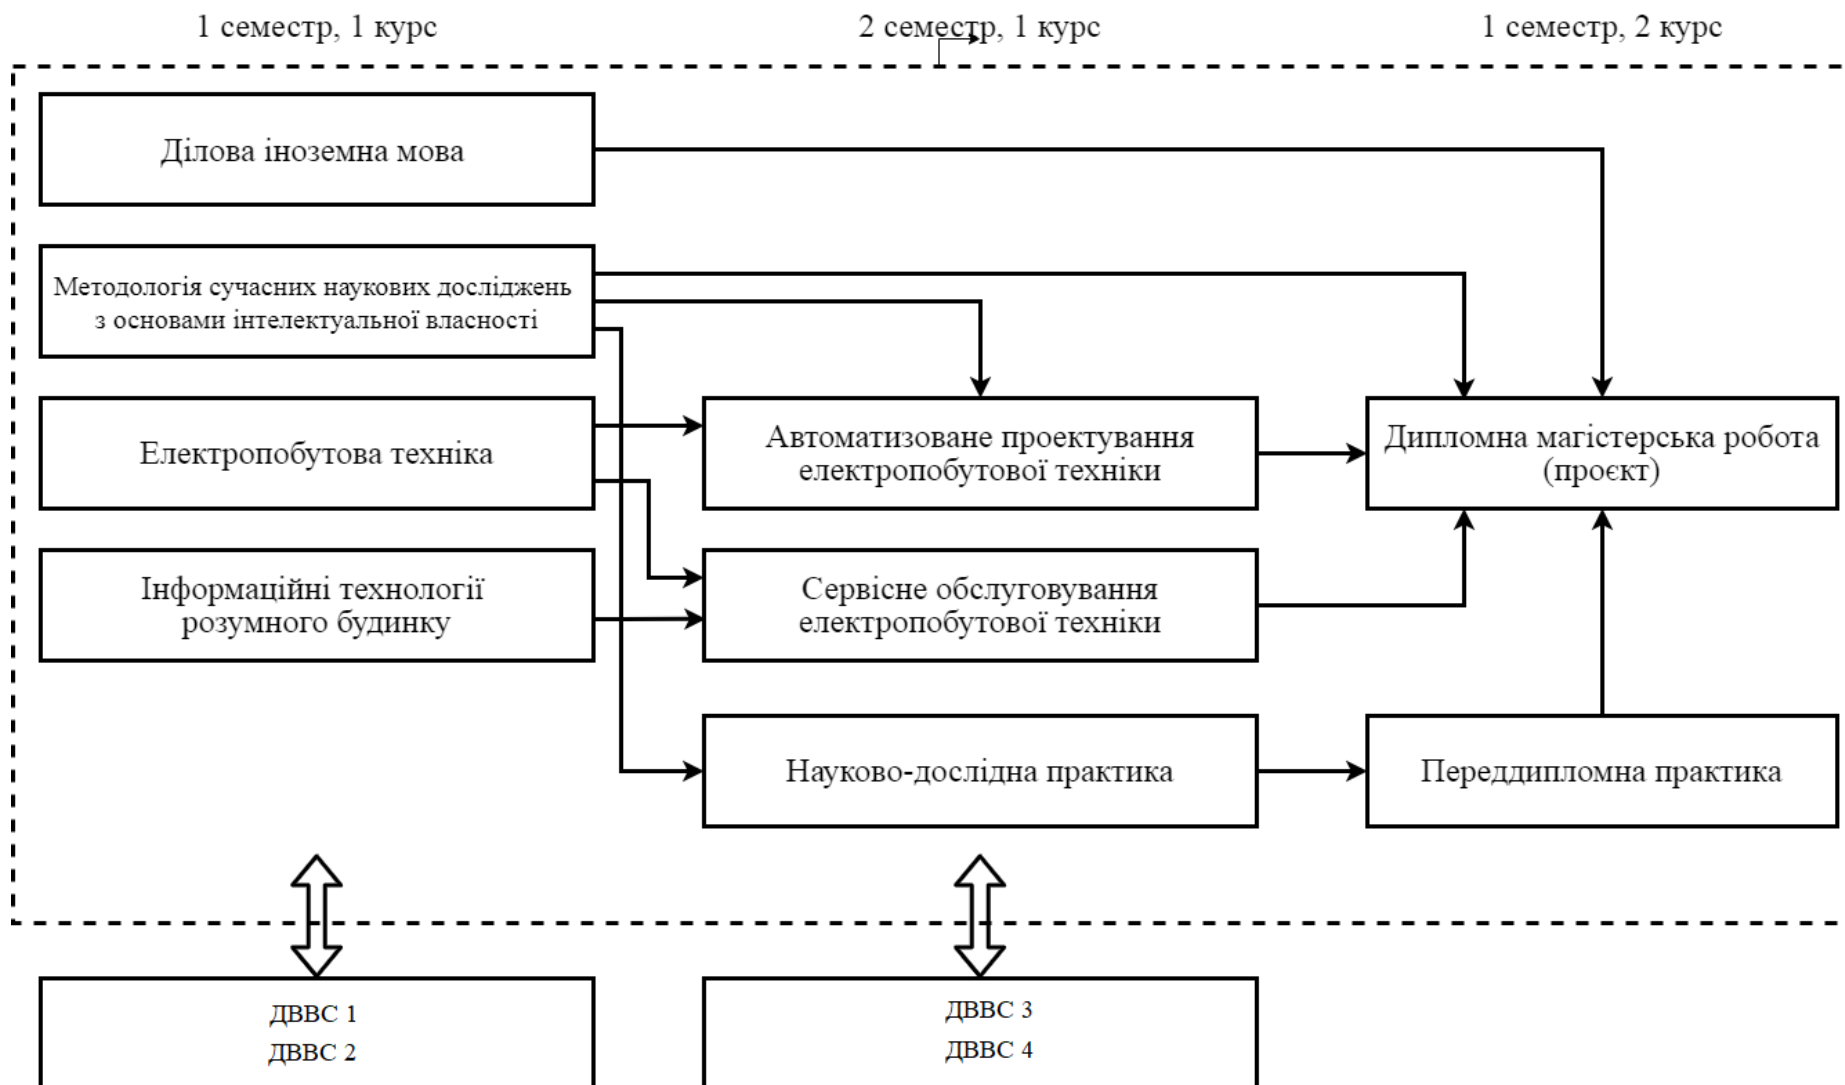 1 семестр, 1 курс
2 семестр, 1 курс
1 семестр, 2 курс
Ділова іноземна мова
Методологія сучасних наукових досліджень
з основами інтелектуальної власності
Електропобутова техніка
Автоматизоване проектування
електропобутової техніки
Дипломна магістерська робота
(проєкт)
Інформаційні технології
розумного будинку
Сервісне обслуговування
електропобутової техніки
Науково-дослідна практика
Переддипломна практика
ДВВС 1
ДВВС 2
ДВВС 3
ДВВС 4